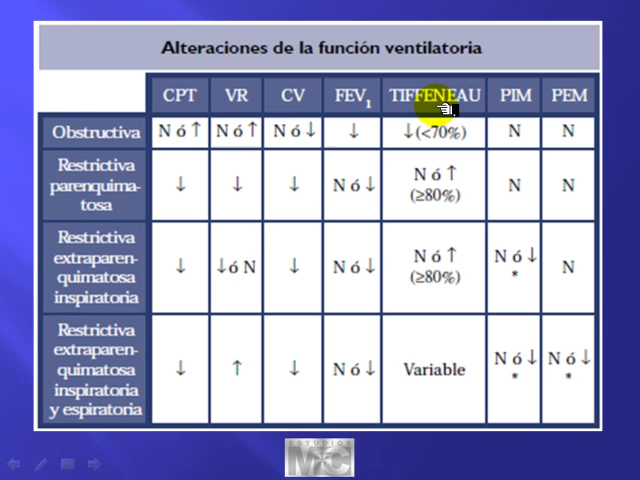 Alteraciones de la función ventilatoria
CPT VR CV FEV1 TIFFENEAU PIM PEM
Obstructiva N ó ↑ N ó ↑ N ó ↓ ↓ ↓(<70%) N N
Restrictiva
parenquima-
tosa
↓ ↓ ↓ N ó ↓ N ó ↑
(≥80%)
N N
Restrictiva
extraparen-
quimatosa
inspiratoria
↓ ↓ó N ↓ N ó ↓ N ó ↑
(≥80%)
N ó ↓
*
N
Restrictiva
extraparen-
quimatosa
inspiratoria
y espiratoria
↓ ↑ ↓ N ó ↓ Variable N ó ↓
*
N ó ↓
*
ESTUDIOS
MC